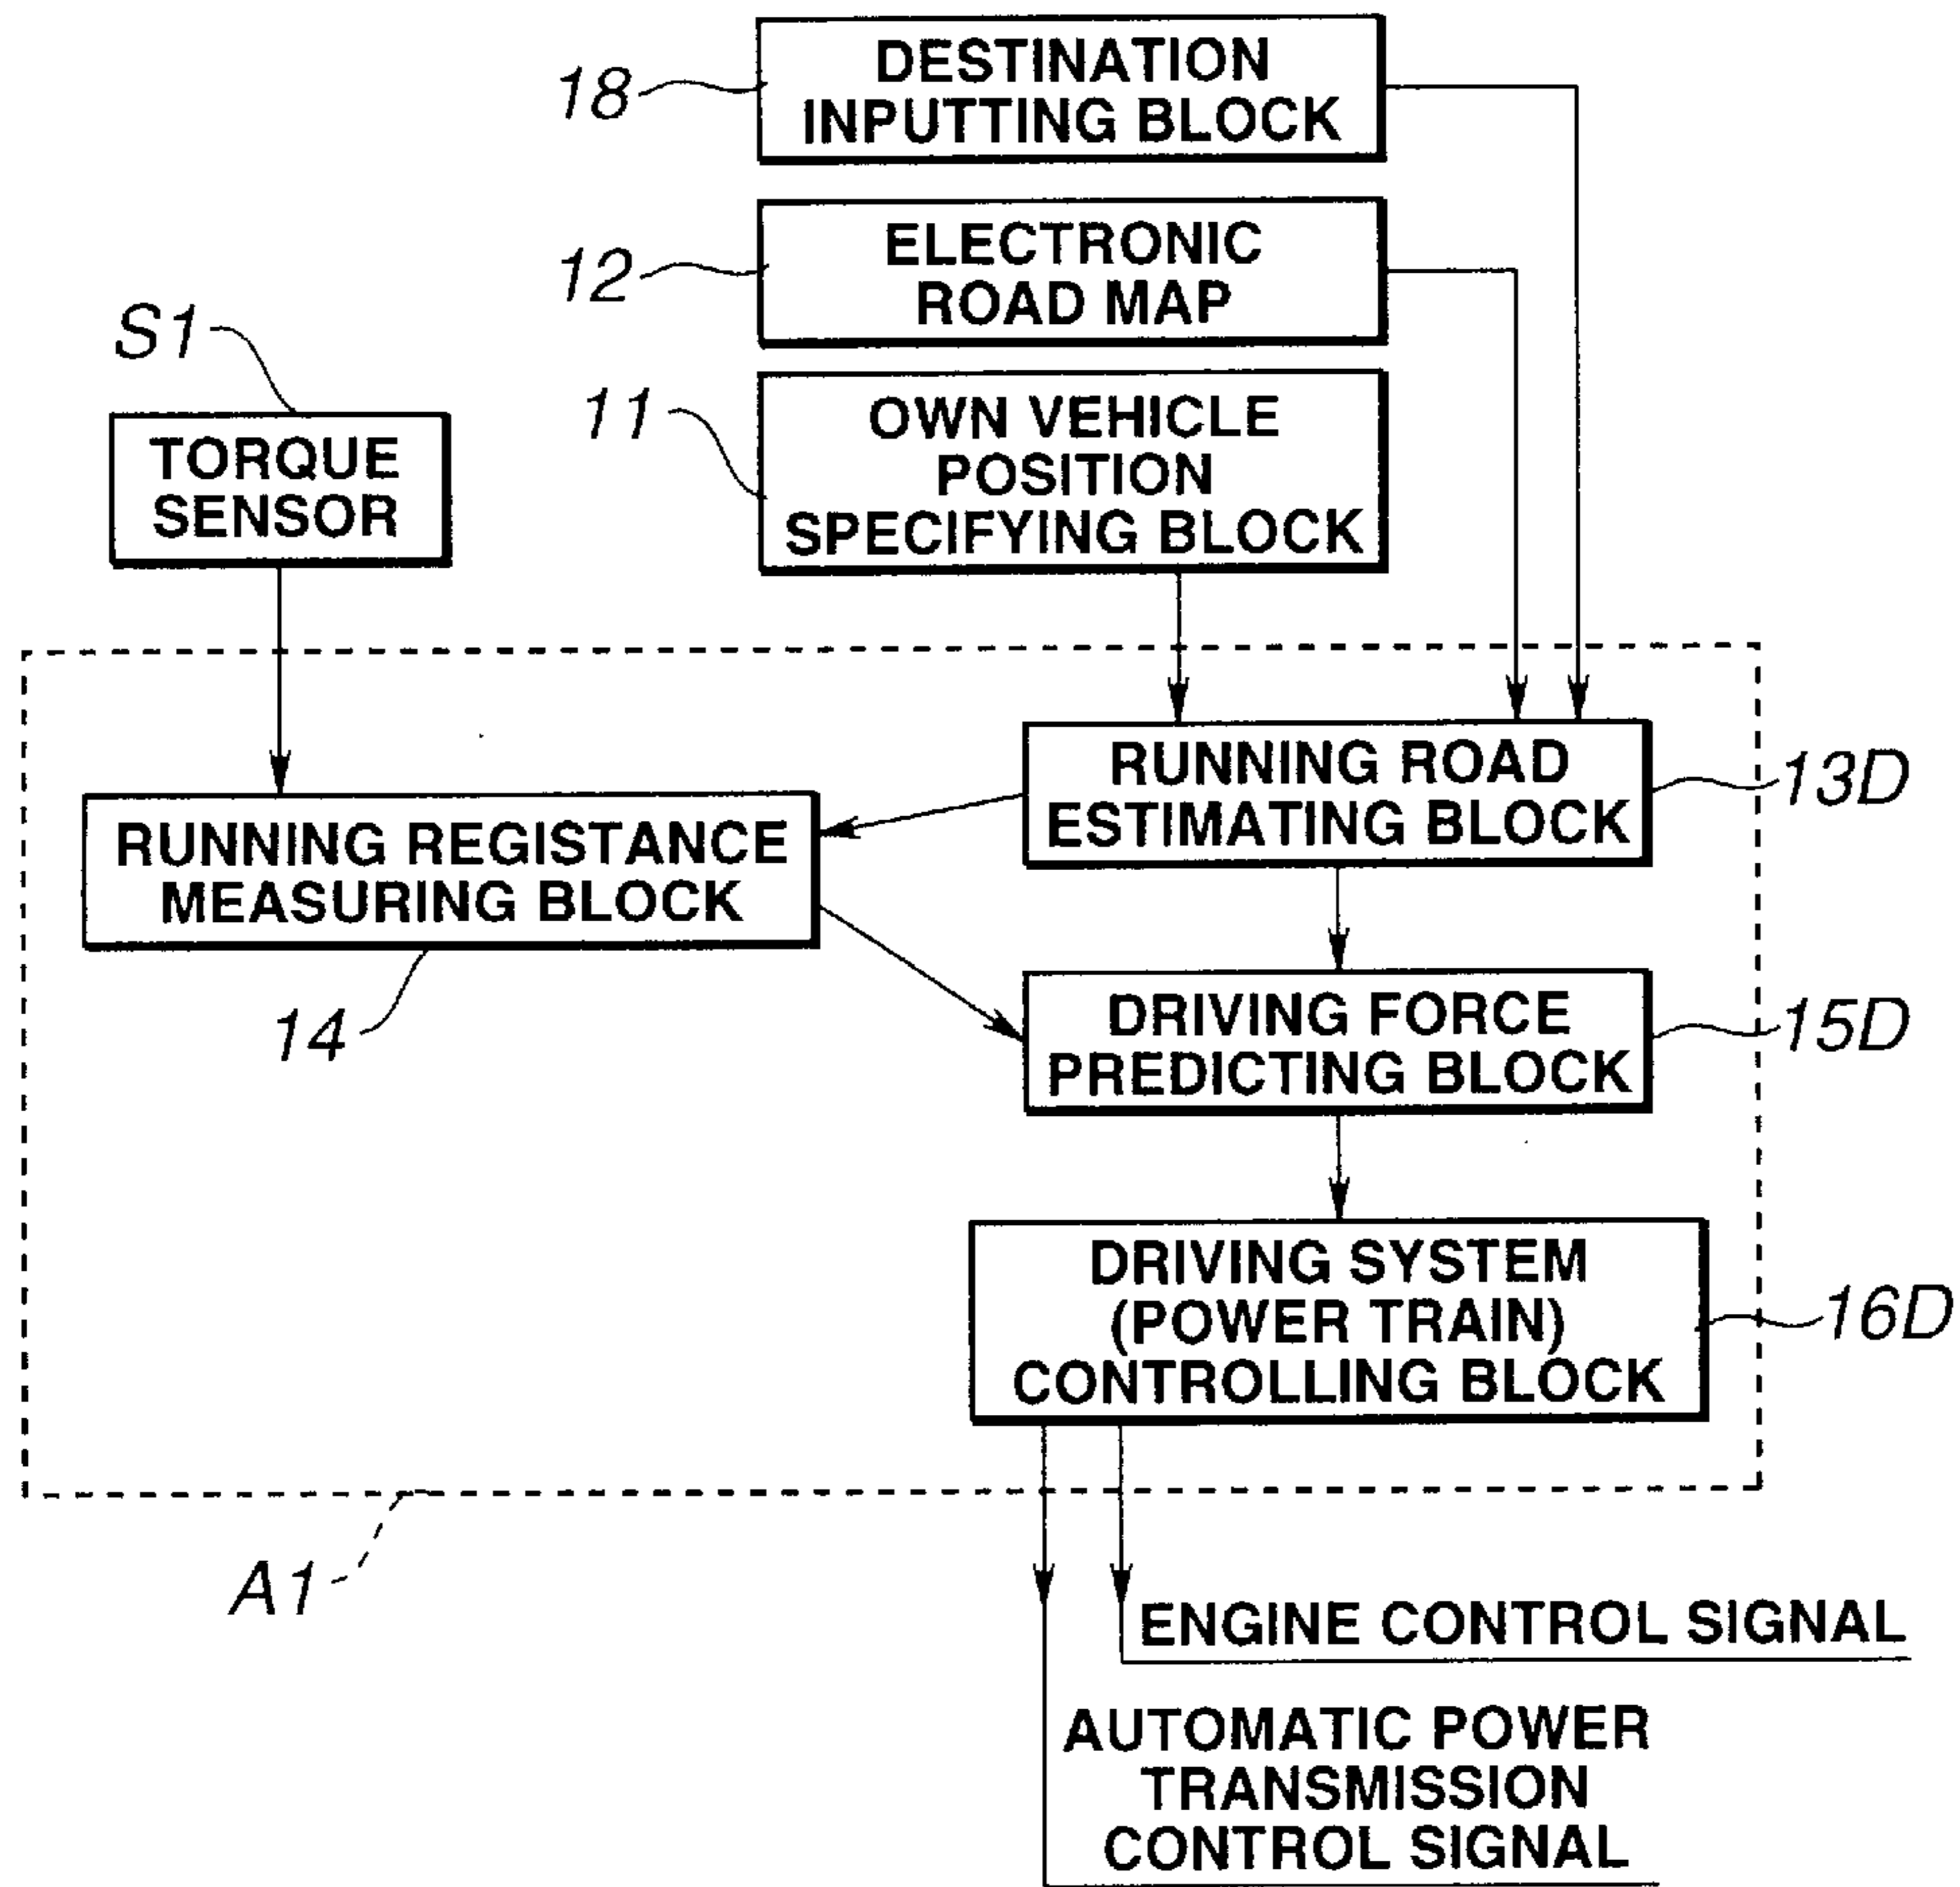 18
DESTINATION
INPUTTING BLOCK
12
ELECTRONIC
ROAD MAP
S1
11
OWN VEHICLE
POSITION
SPECIFYING BLOCK
TORQUE
SENSOR
RUNNING ROAD
ESTIMATING BLOCK
13D
RUNNING REGISTANCE
MEASURING BLOCK
14
DRIVING FORCE
PREDICTING BLOCK
15D
DRIVING SYSTEM
(POWER TRAIN)
CONTROLLING BLOCK
16D
A1
ENGINE CONTROL SIGNAL
AUTOMATIC POWER
TRANSMISSION
CONTROL SIGNAL